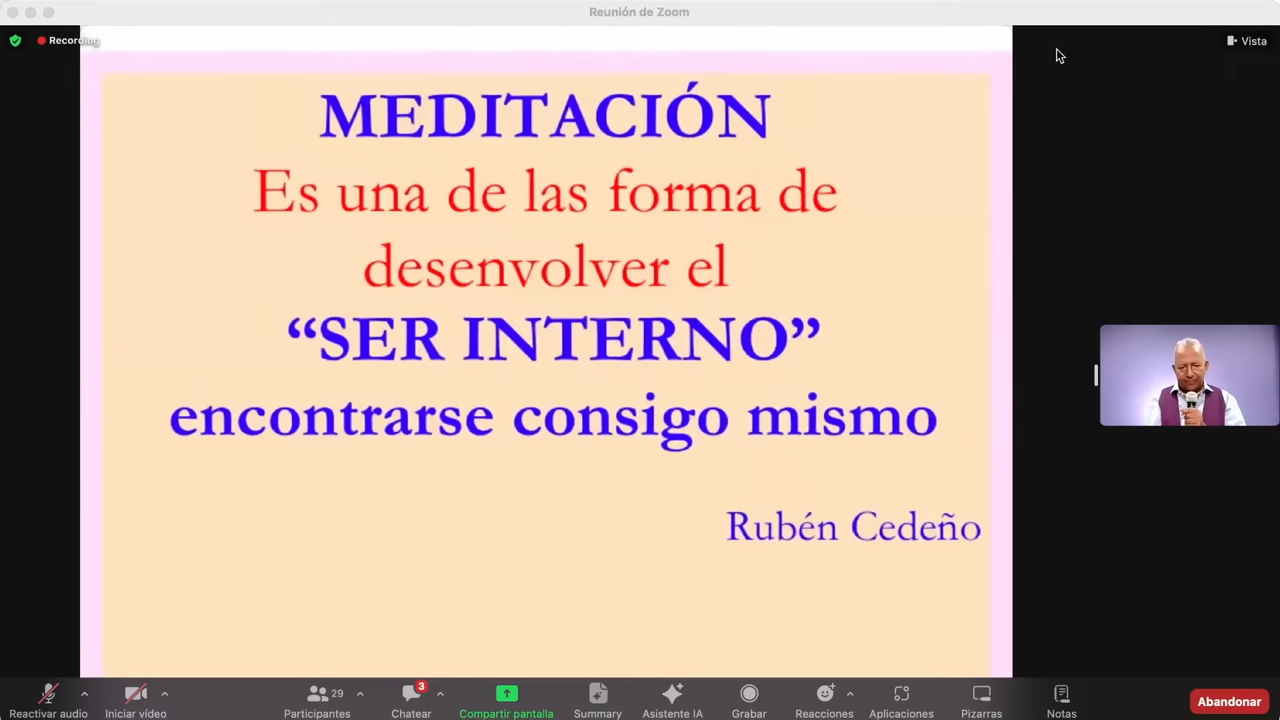 Reunión de Zoom
Recording
Vista
MEDITACIÓN
Es una de las forma de
desenvolver el
“SER INTERNO”
encontrarse consigo mismo
Rubén Cedeño
Reactivar audio
Iniciar vídeo
29
Participantes
3
Chatear
Compartir pantalla
Summary
Asistente IA
Grabar
Reacciones
Aplicaciones
Pizarras
Notas
Abandonar